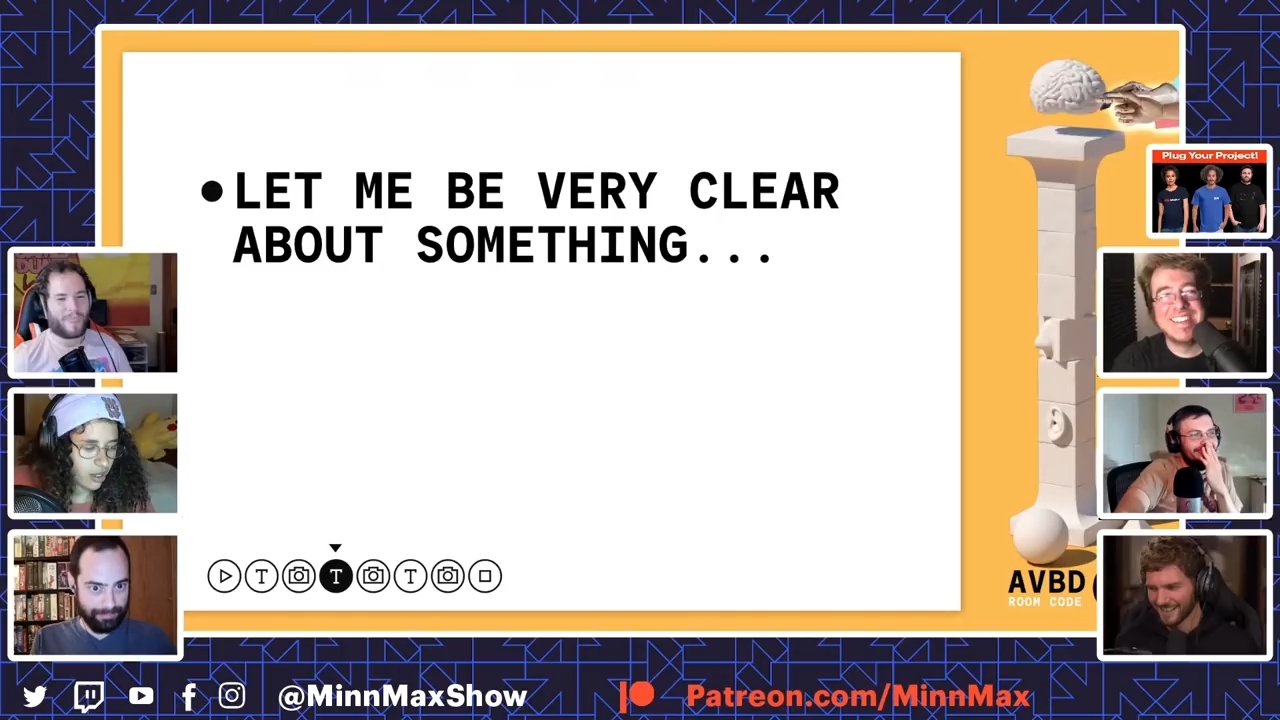 Plug Your Project!
LET ME BE VERY CLEAR
ABOUT SOMETHING...
T
T
T
AVBD
ROOM CODE
@MinnMaxShow
Patreon.com/MinnMax